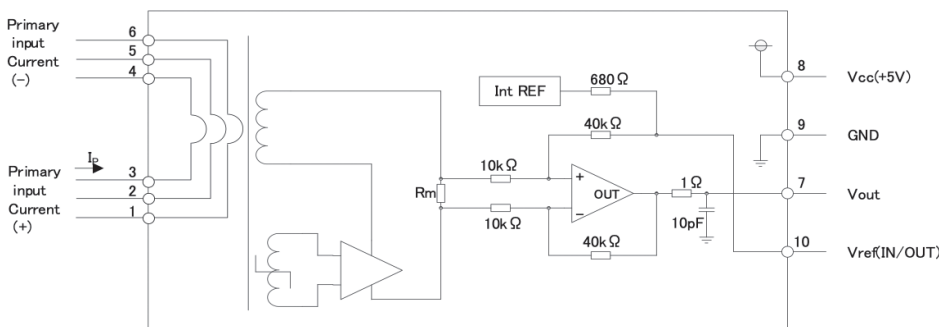 Primary
input
Current
(-)
6
5
4
Primary
input
Current
(+)
Ip
3
2
1
Int REF
680Ω
40kΩ
10kΩ
Rm
+
OUT
-
10kΩ
40kΩ
1Ω
10pF
8 Vcc(+5V)
9 GND
7 Vout
10 Vref(IN/OUT)